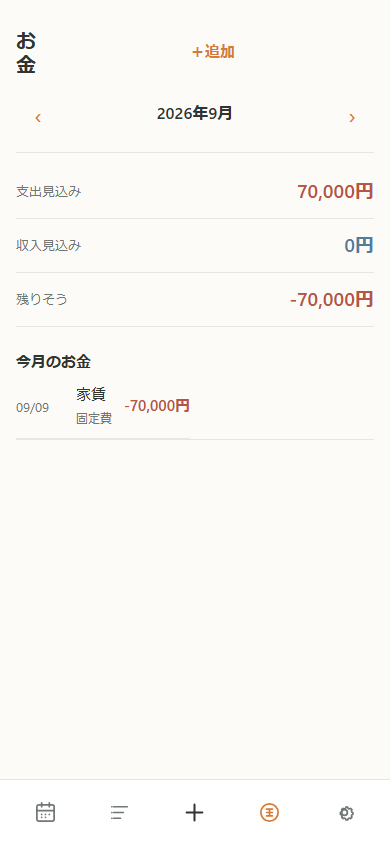 お
金
＋追加
‹
2026年9月
›
支出見込み
70,000円
収入見込み
0円
残りそう
-70,000円
今月のお金
09/09
家賃
固定費
-70,000円